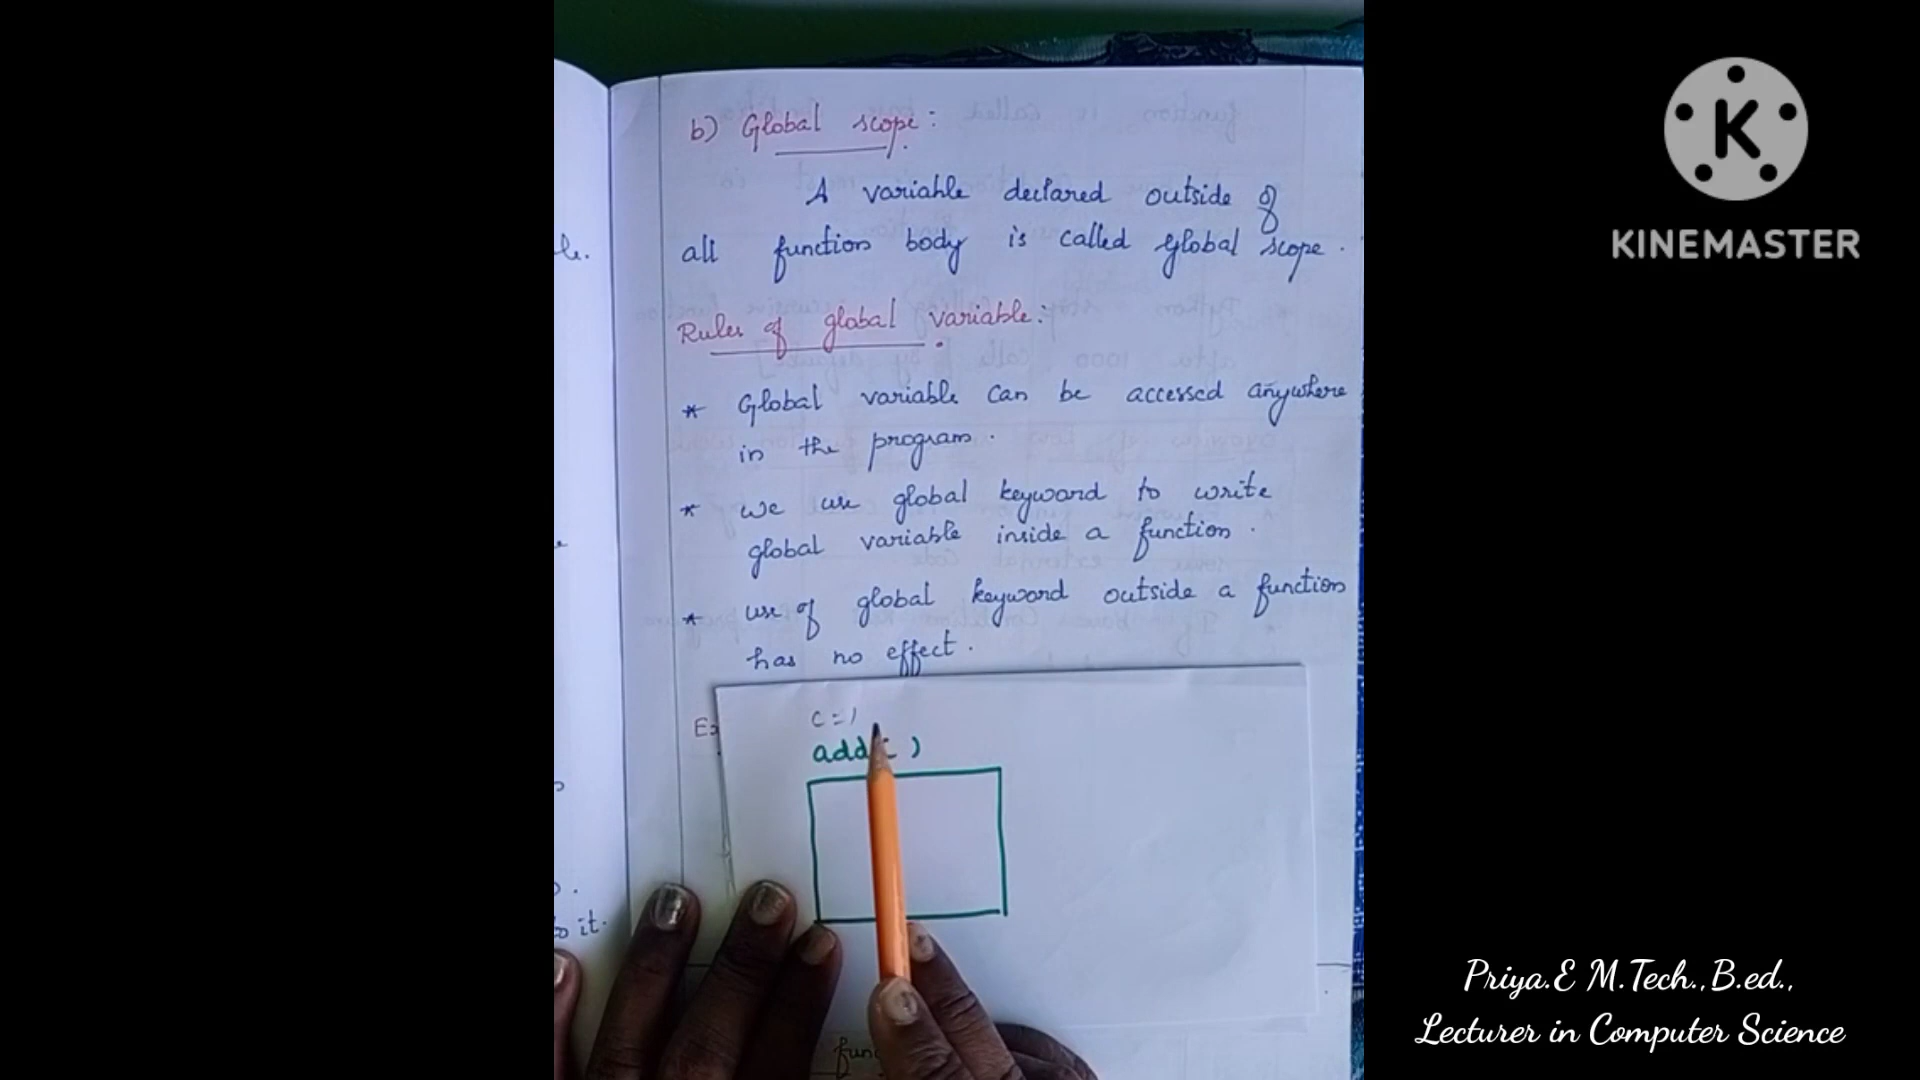 b) Global scope:
A variable declared outside of
all function body is called global scope.
Rules of global variable:
* Global variable can be accessed anywhere
in the program.
* we use global keyword to write
global variable inside a function.
* use of global keyword outside a function
has no effect.
c=1
add( )
it.
KINEMASTER
Priya.E M.Tech.,B.ed.,
Lecturer in Computer Science